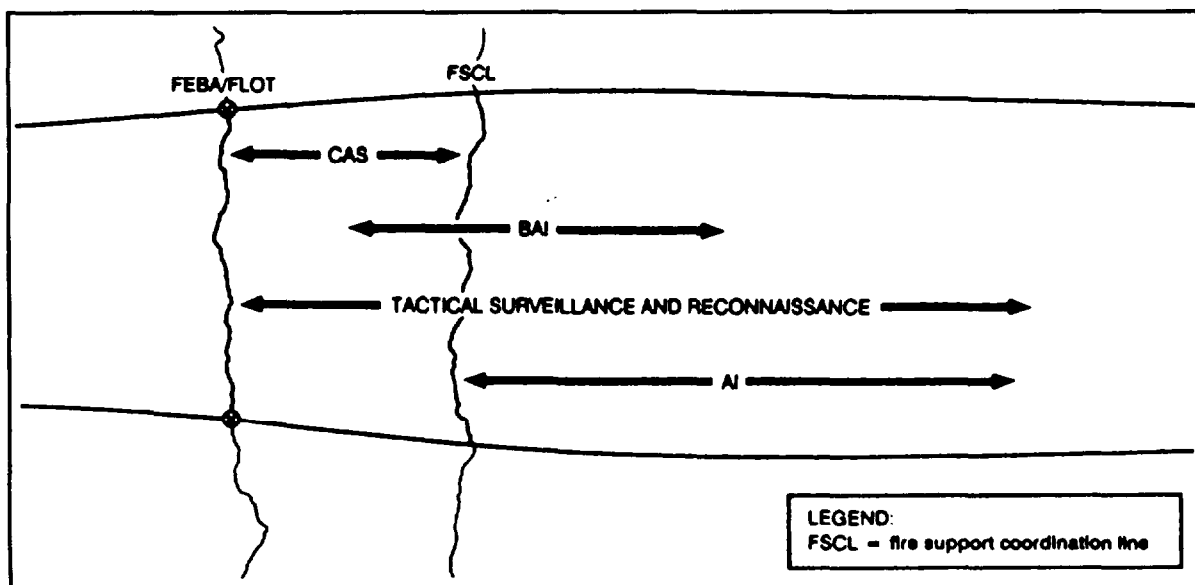 FEBA/FLOT
FSCL
CAS
BAI
TACTICAL SURVEILLANCE AND RECONNAISSANCE
AI
LEGEND:
FSCL = fire support coordination line